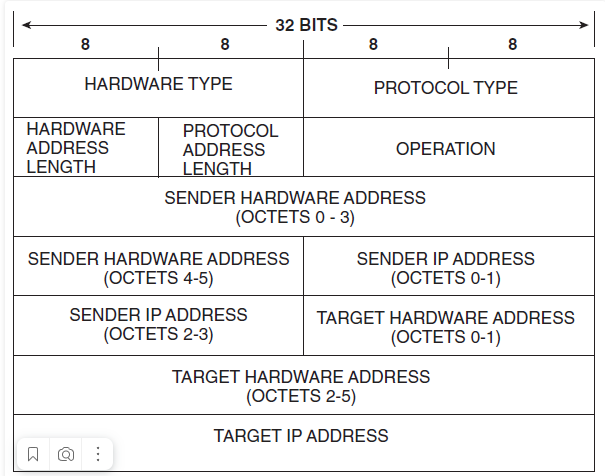 32 BITS
8 8 8 8
HARDWARE TYPE
PROTOCOL TYPE
HARDWARE
ADDRESS
LENGTH
PROTOCOL
ADDRESS
LENGTH
OPERATION
SENDER HARDWARE ADDRESS
(OCTETS 0 - 3)
SENDER HARDWARE ADDRESS
(OCTETS 4-5)
SENDER IP ADDRESS
(OCTETS 0-1)
SENDER IP ADDRESS
(OCTETS 2-3)
TARGET HARDWARE ADDRESS
(OCTETS 0-1)
TARGET HARDWARE ADDRESS
(OCTETS 2-5)
TARGET IP ADDRESS